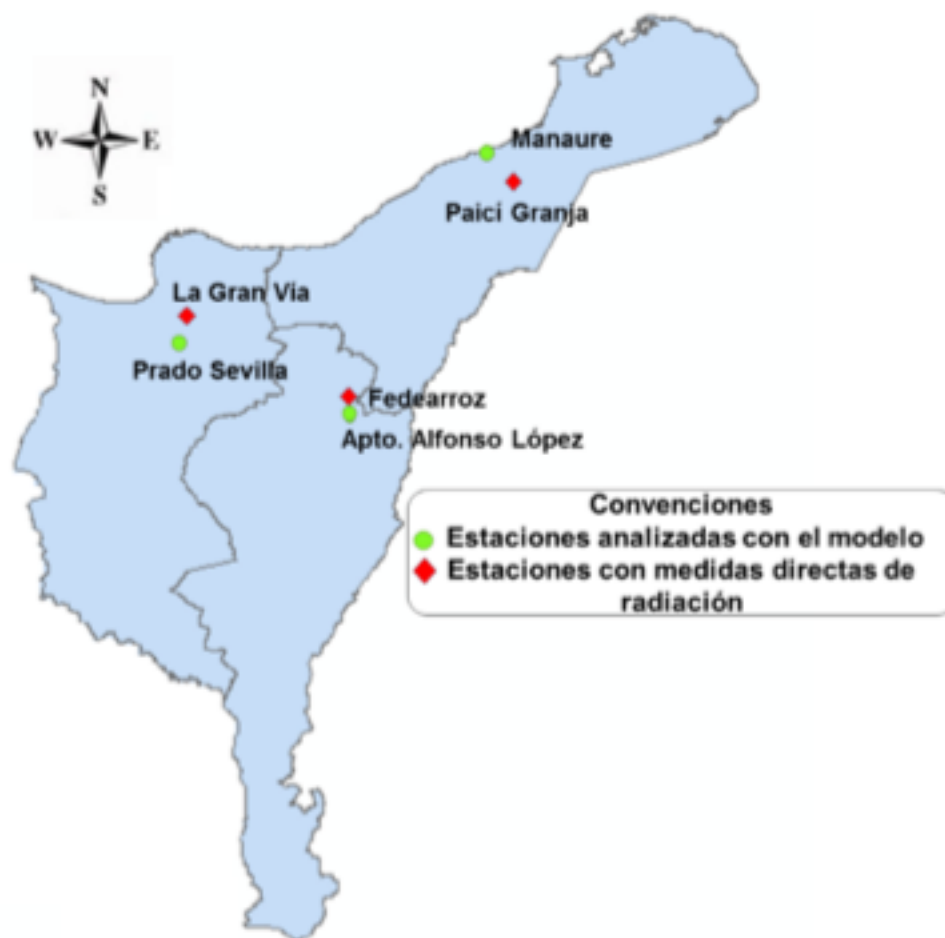 N
W E
S
Manaure
Paici Granja
La Gran Vía
Prado Sevilla
Fedearroz
Apto. Alfonso López
Convenciones
Estaciones analizadas con el modelo
Estaciones con medidas directas de
radiación